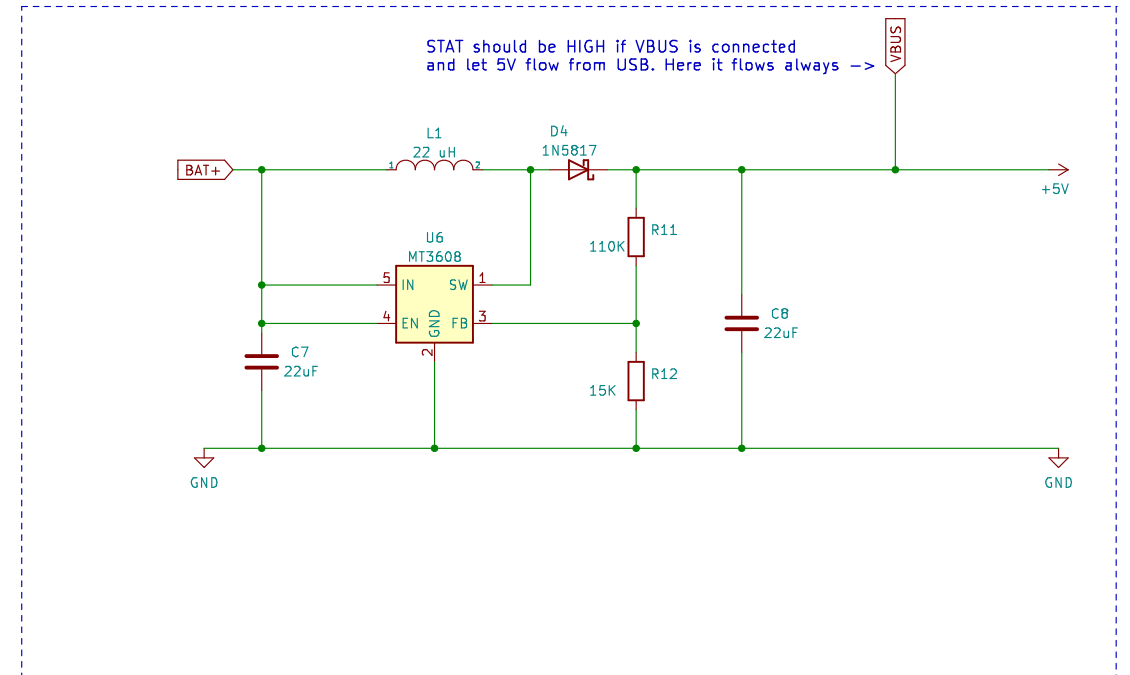 STAT should be HIGH if VBUS is connected
and let 5V flow from USB. Here it flows always ->
VBUS
L1
22 uH
D4
1N5817
BAT+
1
2
+5V
U6
MT3608
R11
110K
5
IN
SW
1
4
EN
GND
FB
3
2
C8
22uF
C7
22uF
R12
15K
GND
GND